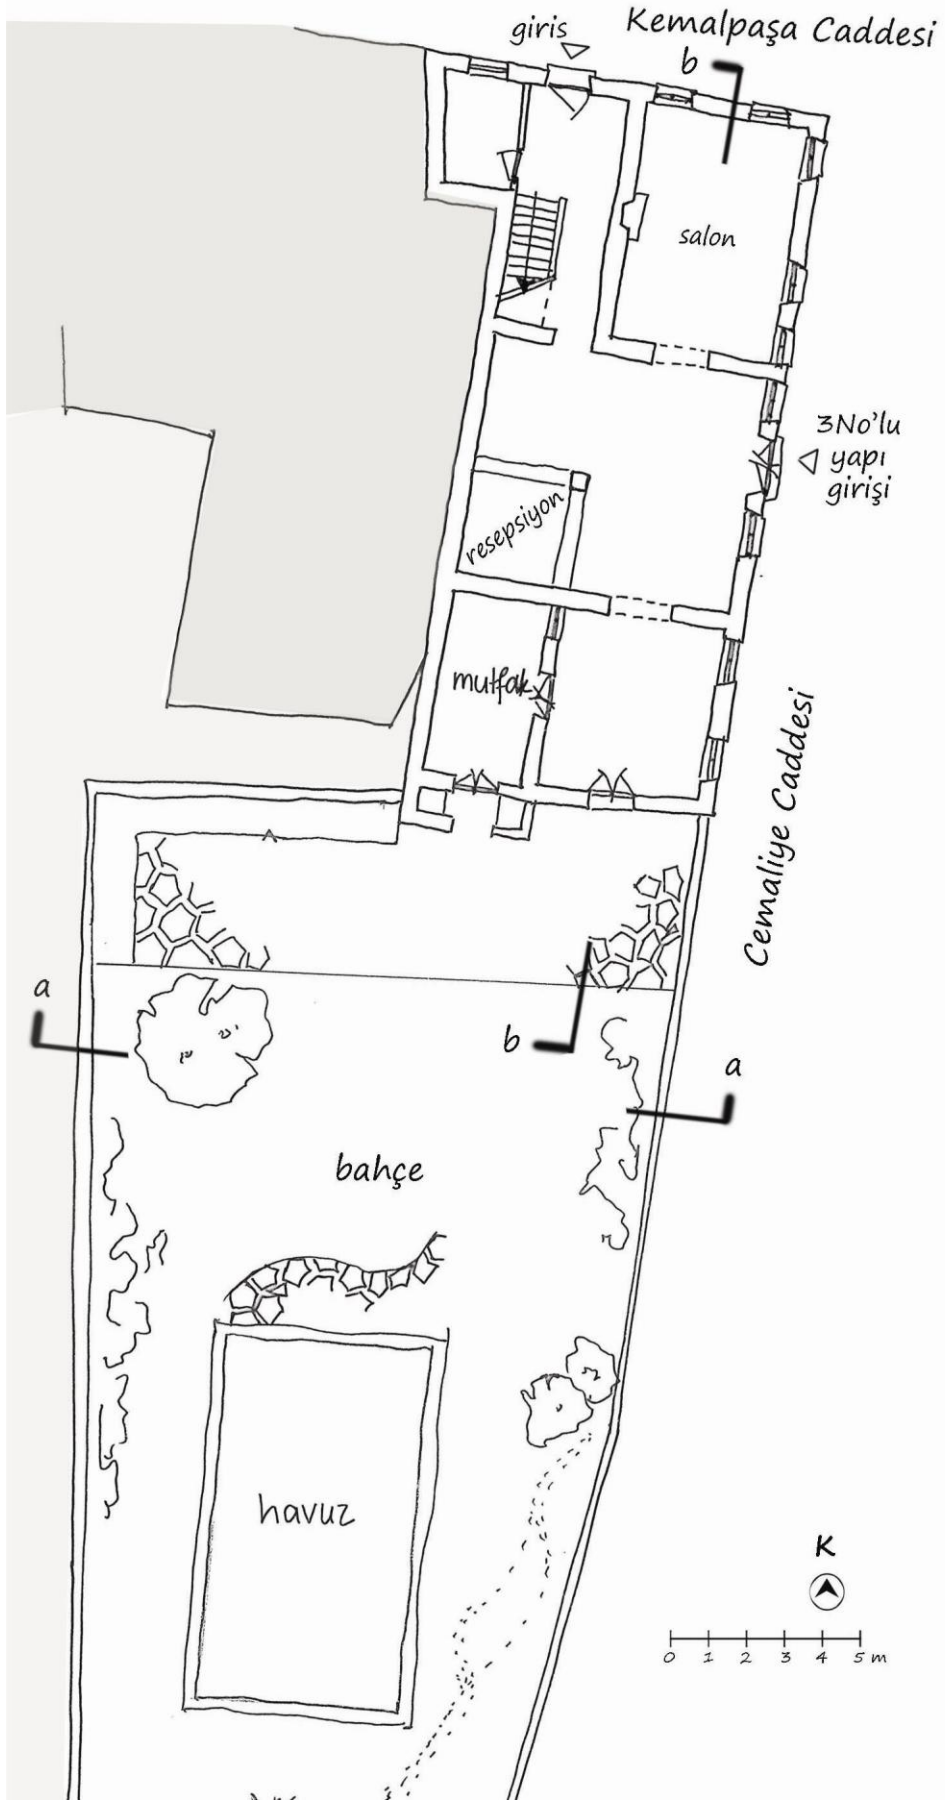 giris
Kemalpaşa Caddesi
b
salon
3No'lu
yapı
girişi
resepsiyon
mutfak
Cemaliye Caddesi
a
b
a
bahçe
havuz
K
0 1 2 3 4 5 m